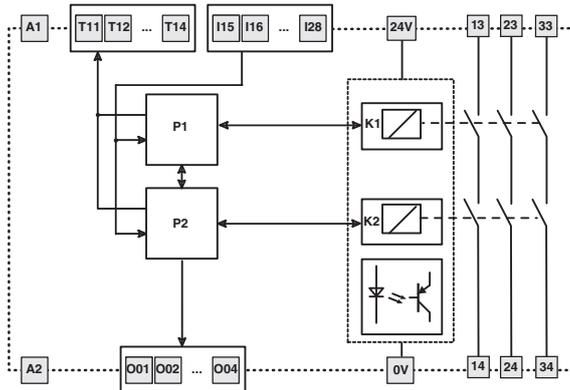 A1 T11 T12 ... T14 I15 I16 ... I28 24V 13 23 33
P1 K1
P2 K2
A2 O01 O02 ... O04 0V 14 24 34